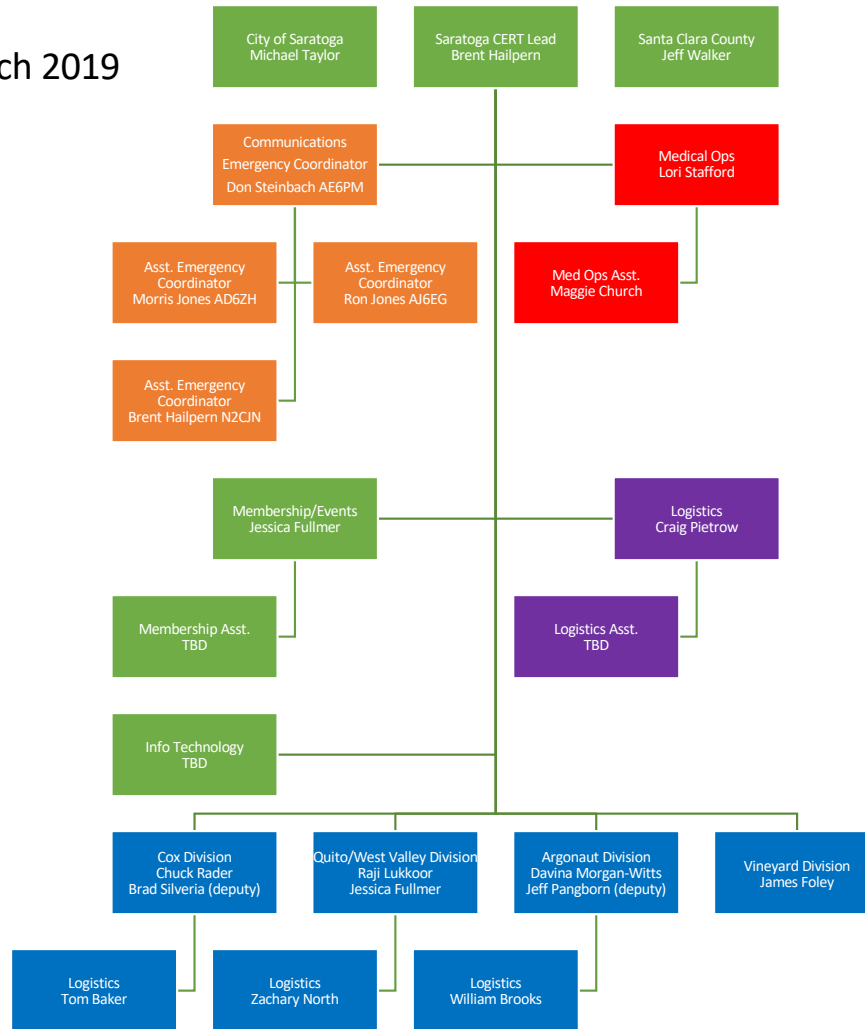 ch 2019
City of Saratoga
Michael Taylor
Saratoga CERT Lead
Brent Hailpern
Santa Clara County
Jeff Walker
Communications
Emergency Coordinator
Don Steinbach AE6PM
Medical Ops
Lori Stafford
Asst. Emergency
Coordinator
Morris Jones AD6ZH
Asst. Emergency
Coordinator
Ron Jones AJ6EG
Med Ops Asst.
Maggie Church
Asst. Emergency
Coordinator
Brent Hailpern N2CJN
Membership/Events
Jessica Fullmer
Logistics
Craig Pietrow
Membership Asst.
TBD
Logistics Asst.
TBD
Info Technology
TBD
Cox Division
Chuck Rader
Brad Silveria (deputy)
Quito/West Valley Division
Raji Lukkoor
Jessica Fullmer
Argonaut Division
Davina Morgan-Witts
Jeff Pangborn (deputy)
Vineyard Division
James Foley
Logistics
Tom Baker
Logistics
Zachary North
Logistics
William Brooks